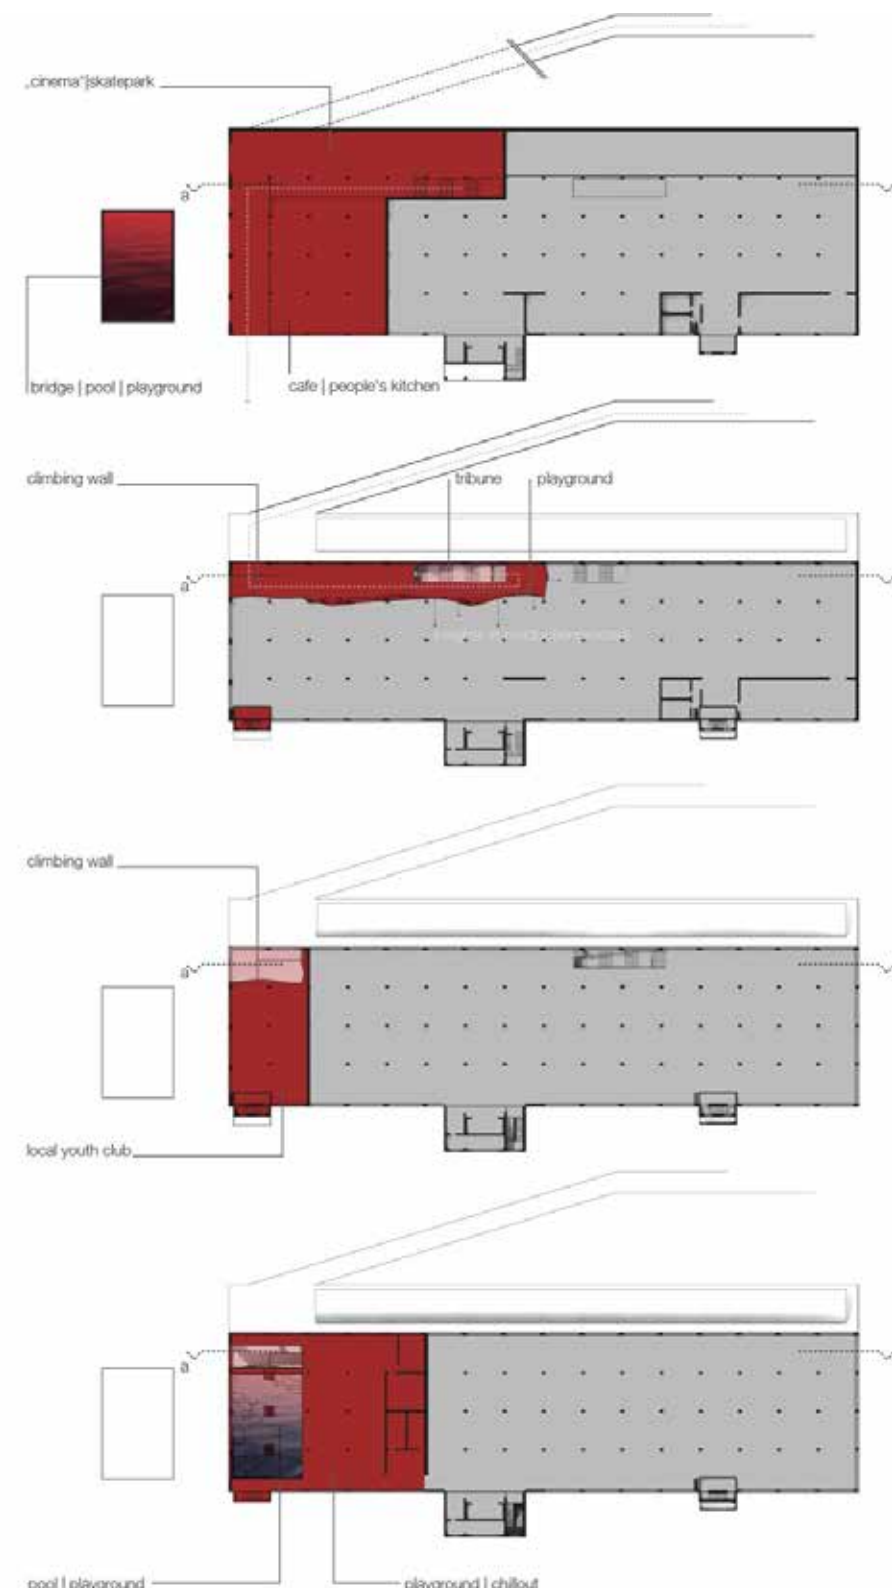 „cinema"|skatepark
a
bridge | pool | playground
cafe | people's kitchen
climbing wall
tribune
playground
a
climbing wall
a
local youth club
a
pool | playground
playground | chillout